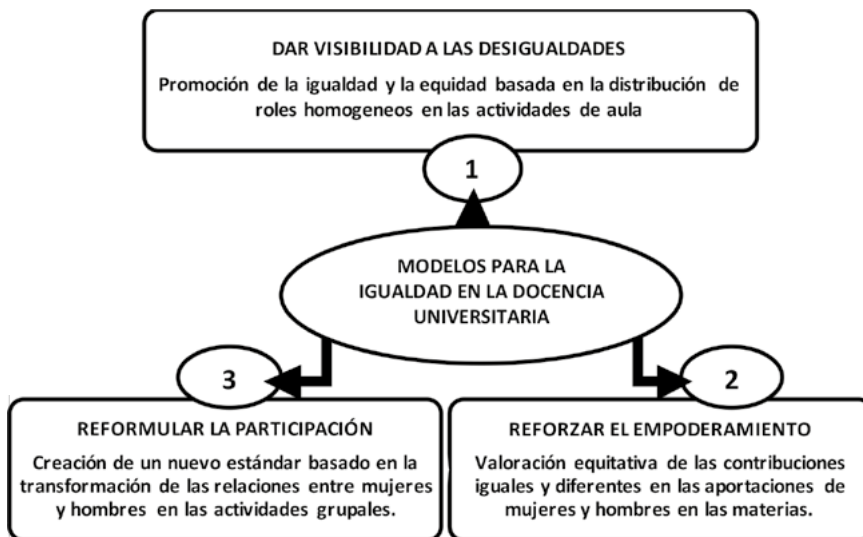 DAR VISIBILIDAD A LAS DESIGUALDADES
Promoción de la igualdad y la equidad basada en la distribución de
roles homogeneos en las actividades de aula
1
MODELOS PARA LA
IGUALDAD EN LA DOCENCIA
UNIVERSITARIA
3
REFORMULAR LA PARTICIPACIÓN
Creación de un nuevo estándar basado en la
transformación de las relaciones entre mujeres
y hombres en las actividades grupales.
2
REFORZAR EL EMPODERAMIENTO
Valoración equitativa de las contribuciones
iguales y diferentes en las aportaciones de
mujeres y hombres en las materias.